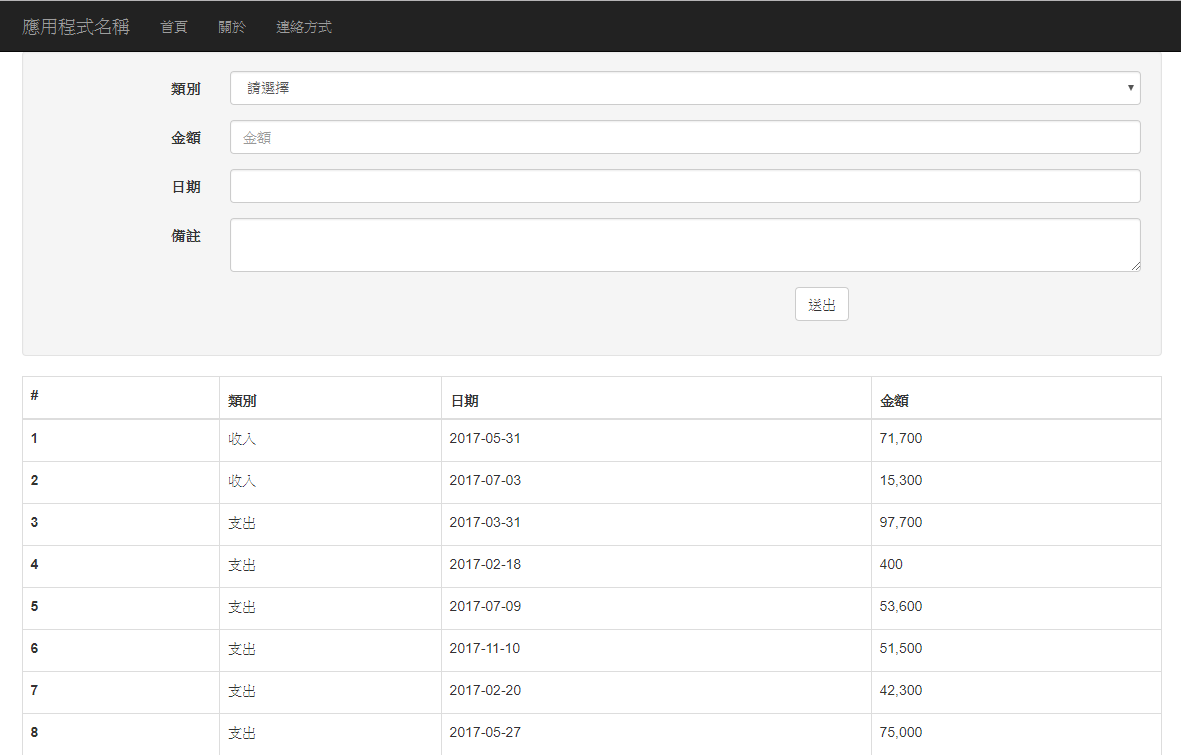 應用程式名稱 首頁 關於 連絡方式
類別 請選擇
金額 金額
日期
備註
送出
# 類別 日期 金額
1 收入 2017-05-31 71,700
2 收入 2017-07-03 15,300
3 支出 2017-03-31 97,700
4 支出 2017-02-18 400
5 支出 2017-07-09 53,600
6 支出 2017-11-10 51,500
7 支出 2017-02-20 42,300
8 支出 2017-05-27 75,000